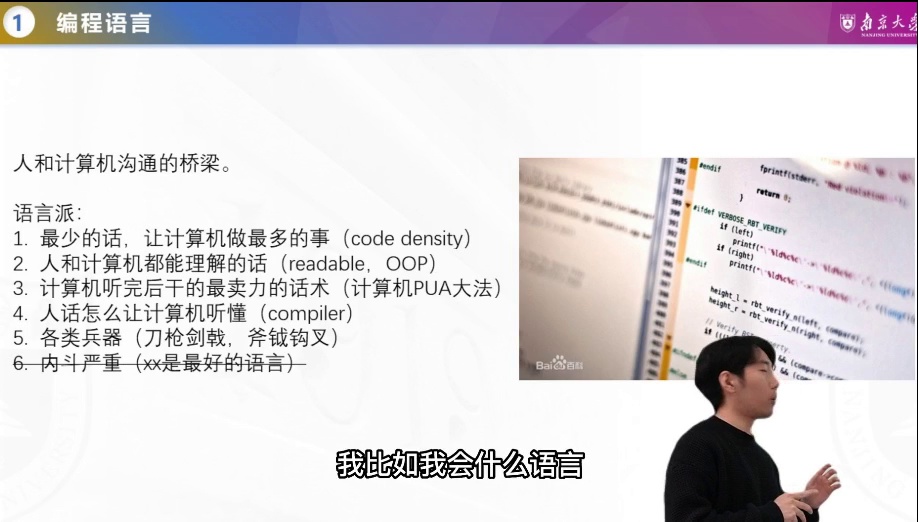 1 编程语言
南京大学
NANJING UNIVERSITY
人和计算机沟通的桥梁。
语言派：
1. 最少的话，让计算机做最多的事（code density）
2. 人和计算机都能理解的话（readable，OOP）
3. 计算机听完后干的最卖力的话术（计算机PUA大法）
4. 人话怎么让计算机听懂（compiler）
5. 各类兵器（刀枪剑戟，斧钺钩叉）
6. 内斗严重（xx是最好的语言）
#endif
fprintf(stderr,
return 0;
}
#ifdef VERBOSE_RBT_VERIFY
if (left)
printf("\
if (right)
printf("\
#endif
height_l = rbt_verify_n(left, compare);
height_r = rbt_verify_n(right, compare);
Bai百科
我比如我会什么语言